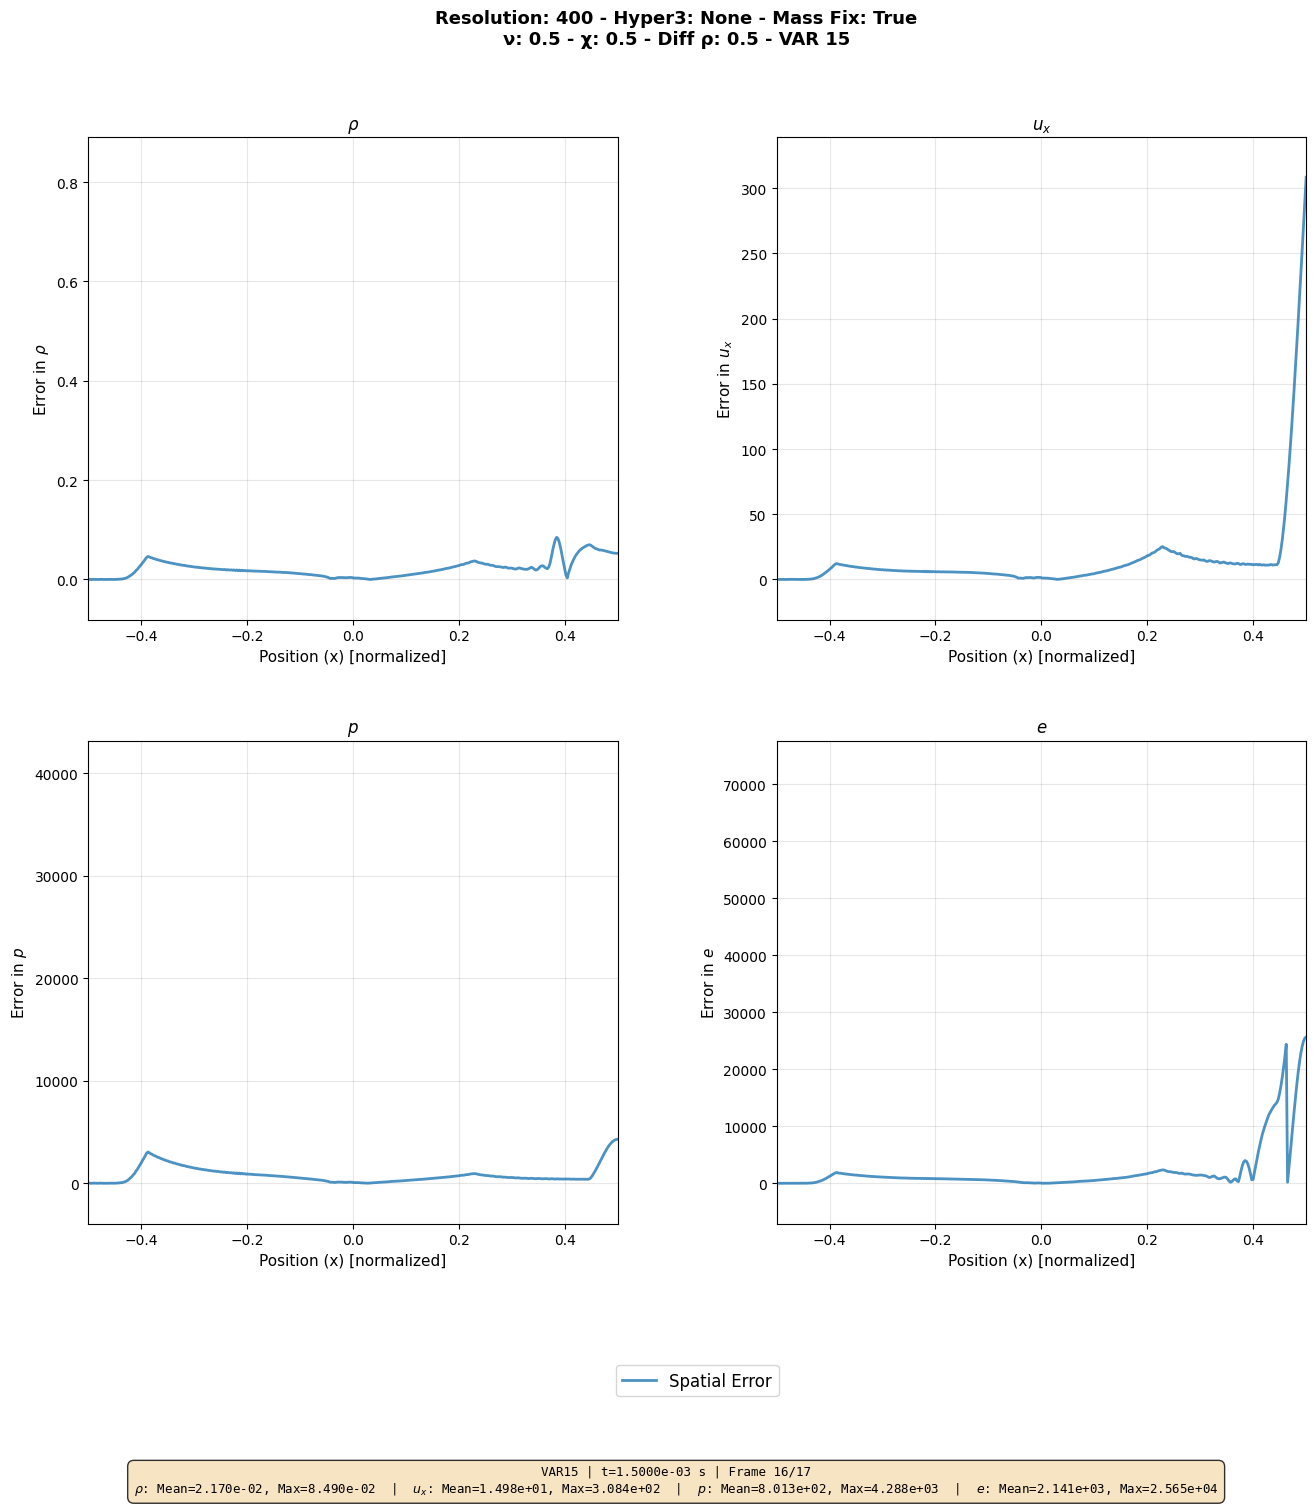 Resolution: 400 - Hyper3: None - Mass Fix: True
ν: 0.5 - χ: 0.5 - Diff ρ: 0.5 - VAR 15
ρ
0.8
0.6
0.4
0.2
0.0
Error in ρ
−0.4 −0.2 0.0 0.2 0.4
Position (x) [normalized]
u_x
300
250
200
150
100
50
0
Error in u_x
−0.4 −0.2 0.0 0.2 0.4
Position (x) [normalized]
p
40000
30000
20000
10000
0
Error in p
−0.4 −0.2 0.0 0.2 0.4
Position (x) [normalized]
e
70000
60000
50000
40000
30000
20000
10000
0
Error in e
−0.4 −0.2 0.0 0.2 0.4
Position (x) [normalized]
Spatial Error
VAR15 | t=1.5000e-03 s | Frame 16/17
ρ: Mean=2.170e-02, Max=8.490e-02 | u_x: Mean=1.498e+01, Max=3.084e+02 | p: Mean=8.013e+02, Max=4.288e+03 | e: Mean=2.141e+03, Max=2.565e+04